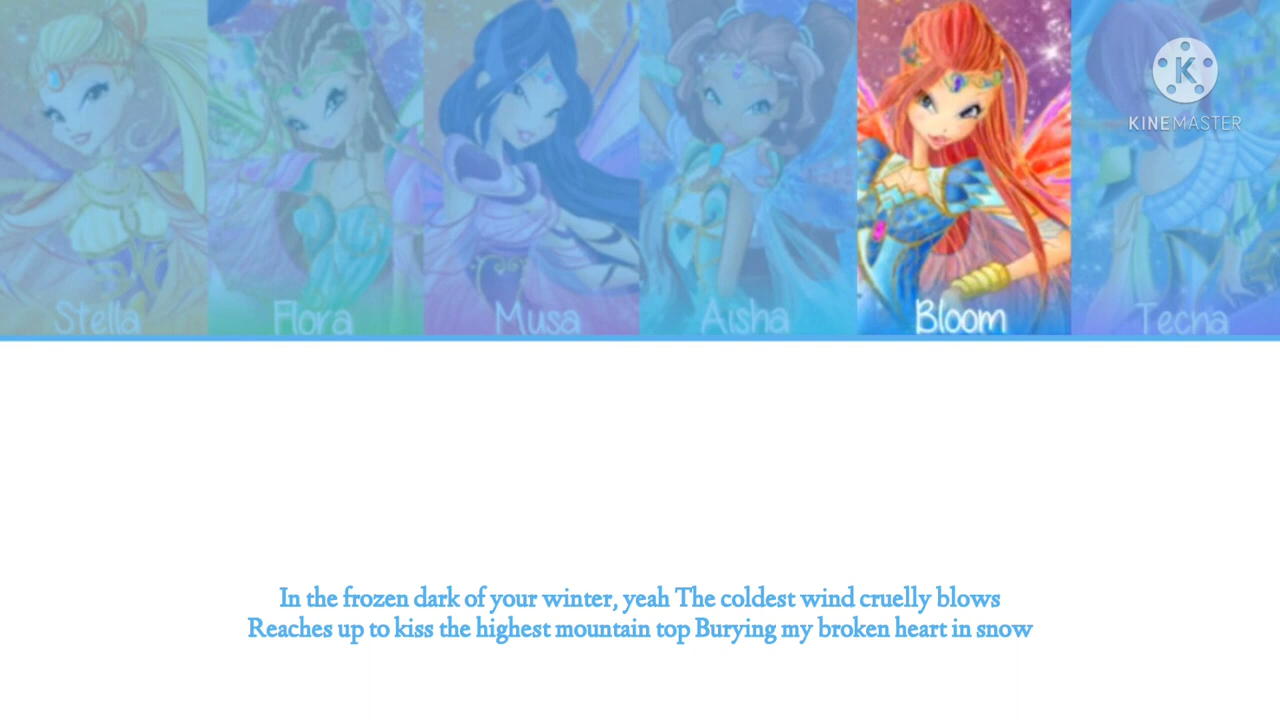 Stella
Flora
Musa
Aisha
Bloom
Tecna
K
KINEMASTER
In the frozen dark of your winter, yeah The coldest wind cruelly blows
Reaches up to kiss the highest mountain top Burying my broken heart in snow